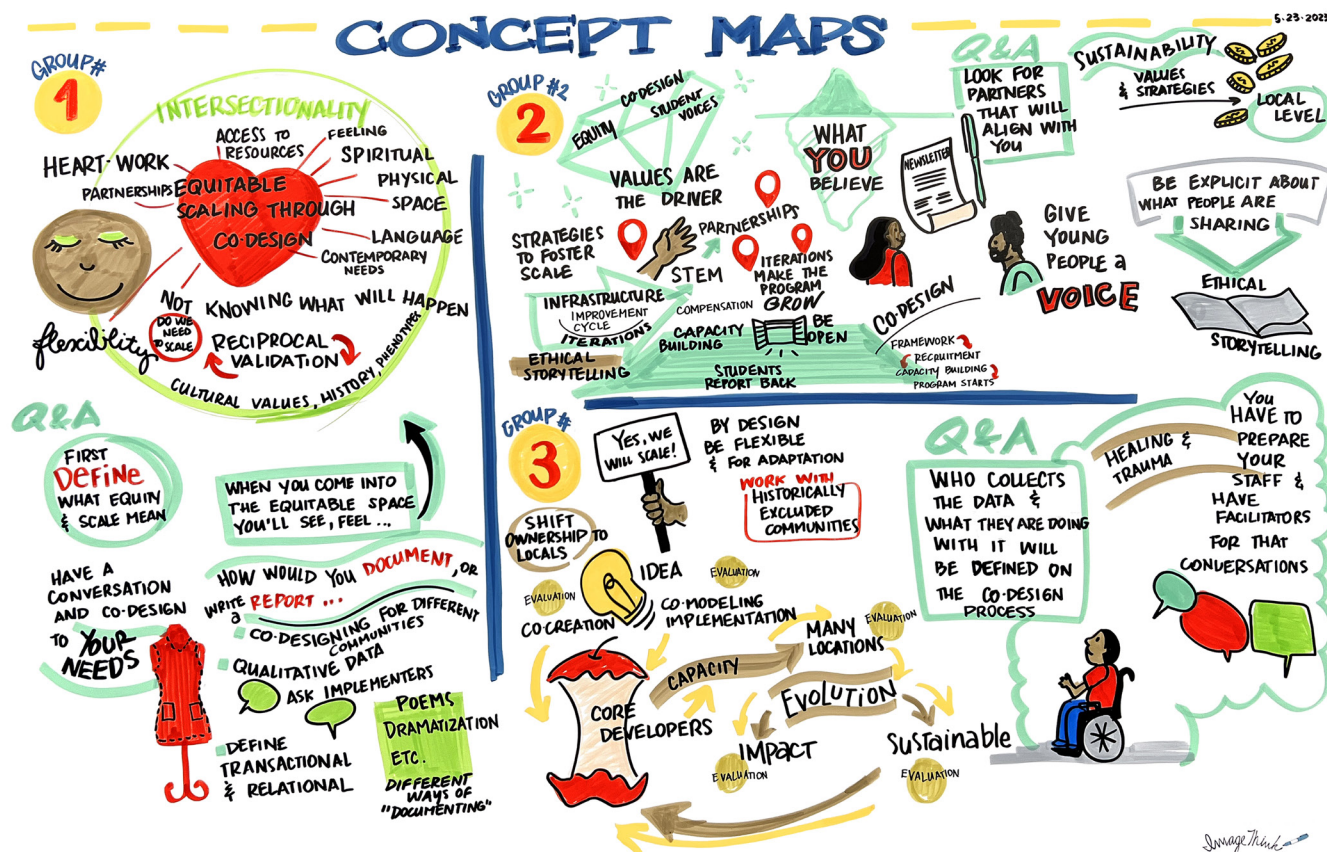 CONCEPT MAPS
5.23.2023
GROUP #
1
INTERSECTIONALITY
HEART-WORK
PARTNERSHIPS
ACCESS TO
RESOURCES
FEELING
SPIRITUAL
PHYSICAL
SPACE
LANGUAGE
CONTEMPORARY
NEEDS
EQUITABLE
SCALING THROUGH
CO-DESIGN
NOT KNOWING WHAT WILL HAPPEN
flexibility
DO WE
NEED
TO
SCALE
RECIPROCAL
VALIDATION
CULTURAL VALUES, HISTORY, PHENOTYPES
Q&A
FIRST
DEFINE
WHAT EQUIY
& SCALE MEAN
WHEN YOU COME INTO
THE EQUITABLE SPACE
YOU'LL SEE, FEEL ...
HAVE A
CONVERSATION
AND CO-DESIGN
TO YOUR
NEEDS
HOW WOULD YOU DOCUMENT, OR
WRITE a REPORT ...
CO-DESIGNING FOR DIFFERENT
COMMUNITIES
QUALITATIVE DATA
ASK IMPLEMENTERS
DEFINE
TRANSACTIONAL
& RELATIONAL
POEMS
DRAMATIZATION
ETC.
DIFFERENT
WAYS OF
"DOCUMENTING"
GROUP #2
2
EQUITY
CO-DESIGN
STUDENT
VOICES
VALUES ARE
THE DRIVER
WHAT
YOU
BELIEVE
NEWSLETTER
STRATEGIES
TO FOSTER
SCALE
PARTNERSHIPS
STEM
ITERATIONS
MAKE THE
PROGRAM
GROW
INFRASTRUCTURE
IMPROVEMENT
CYCLE
ITERATIONS
COMPENSATION
CAPACITY
BUILDING
BE
OPEN
ETHICAL
STORYTELLING
STUDENTS
REPORT BACK
CO-DESIGN
FRAMEWORK
RECRUITMENT
CAPACITY BUILDING
PROGRAM STARTS
Q&A
LOOK FOR
PARTNERS
THAT WILL
ALIGN WITH
YOU
SUSTAINABILITY
VALUES
& STRATEGIES
LOCAL
LEVEL
GIVE
YOUNG
PEOPLE a
VOICE
BE EXPLICIT ABOUT
WHAT PEOPLE ARE
SHARING
ETHICAL
STORYTELLING
GROUP #
3
YES, WE
WILL SCALE!
BY DESIGN
BE FLEXIBLE
& FOR ADAPTATION
WORK WITH
HISTORICALLY
EXCLUDED
COMMUNITIES
SHIFT
OWNERSHIP TO
LOCALS
IDEA
EVALUATION
EVALUATION
CO-CREATION
CO-MODELING
IMPLEMENTATION
MANY
LOCATIONS
EVALUATION
CAPACITY
CORE
DEVELOPERS
EVOLUTION
IMPACT
EVALUATION
Sustainable
EVALUATION
Q&A
WHO COLLECTS
THE DATA &
WHAT THEY ARE DOING
WITH IT WILL
BE DEFINED ON
THE CO-DESIGN
PROCESS
HEALING &
TRAUMA
YOU
HAVE TO
PREPARE
YOUR
STAFF &
HAVE
FACILITATORS
FOR THAT
CONVERSATIONS
ImageThink